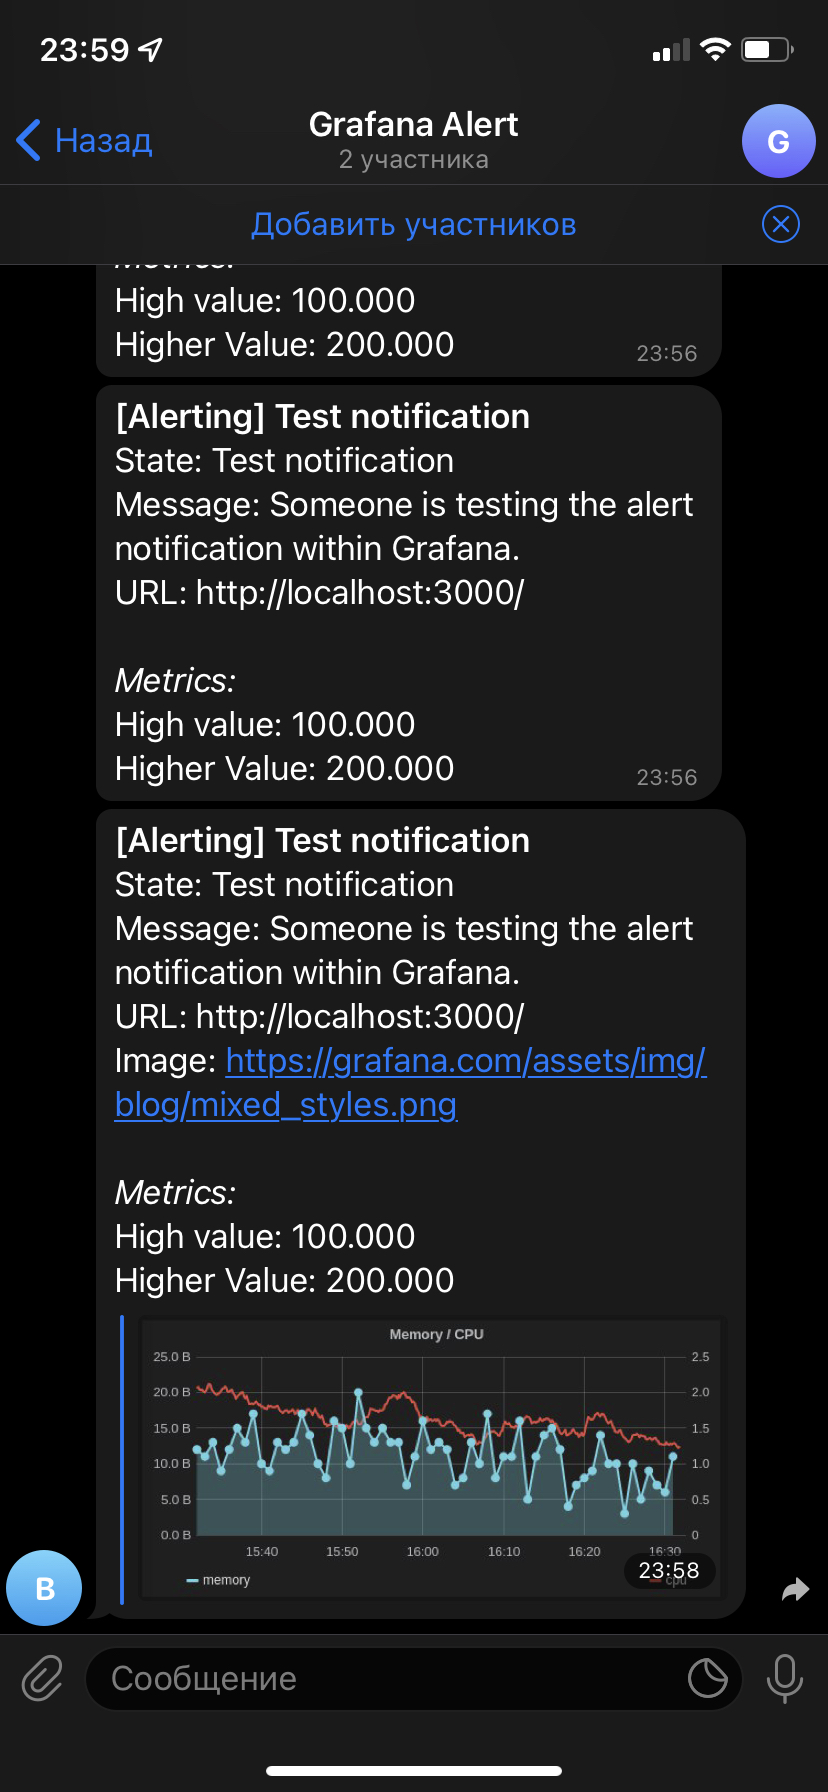 23:59
Назад
Grafana Alert
2 участника
G
Добавить участников
Metrics:
High value: 100.000
Higher Value: 200.000
23:56
[Alerting] Test notification
State: Test notification
Message: Someone is testing the alert
notification within Grafana.
URL: http://localhost:3000/
Metrics:
High value: 100.000
Higher Value: 200.000
23:56
[Alerting] Test notification
State: Test notification
Message: Someone is testing the alert
notification within Grafana.
URL: http://localhost:3000/
Image: https://grafana.com/assets/img/
blog/mixed_styles.png
Metrics:
High value: 100.000
Higher Value: 200.000
Memory / CPU
25.0 B 2.5
20.0 B 2.0
15.0 B 1.5
10.0 B 1.0
5.0 B 0.5
0.0 B 0
15:40 15:50 16:00 16:10 16:20 16:30
memory cpu
23:58
B
Сообщение